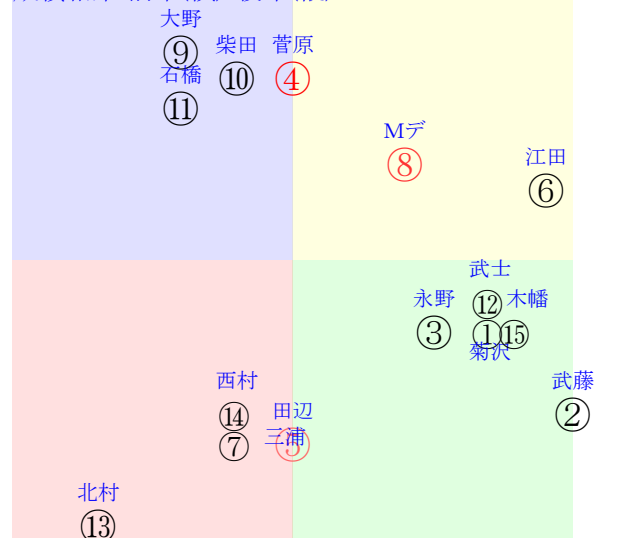 大野
柴田 菅原
⑨
石橋 ⑩ ④
⑪
Mデ
⑧
江田
⑥
武士
永野 ⑫ 木幡
③ ① ⑮
菊沢
西村 武藤
⑭ 田辺 ②
⑦ 三浦 ⑤
北村
⑬